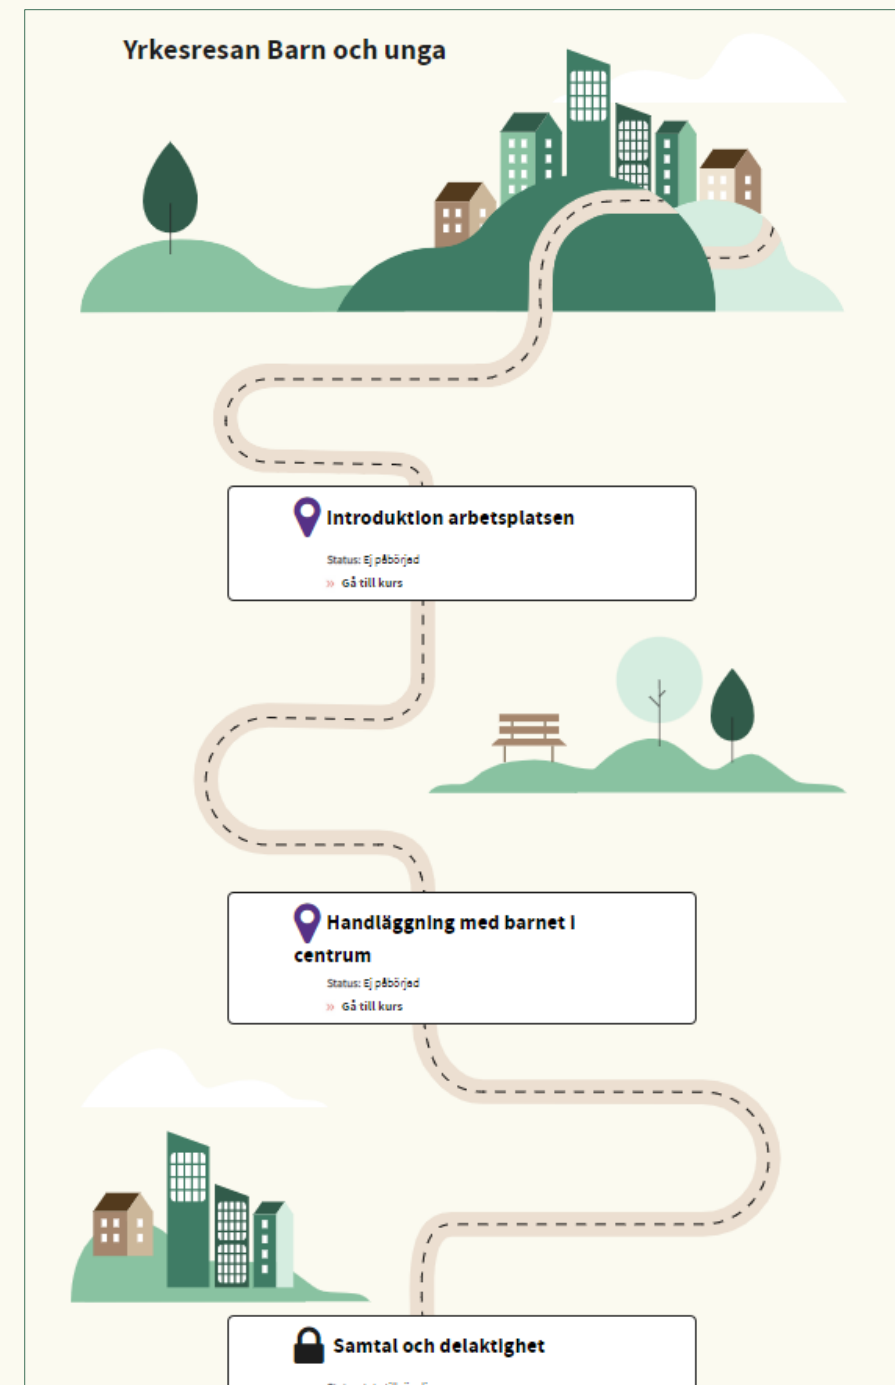 Yrkesresan Barn och unga
Introduktion arbetsplatsen
Status: Ej påbörjad
» Gå till kurs
Handläggning med barnet i
centrum
Status: Ej påbörjad
» Gå till kurs
Samtal och delaktighet